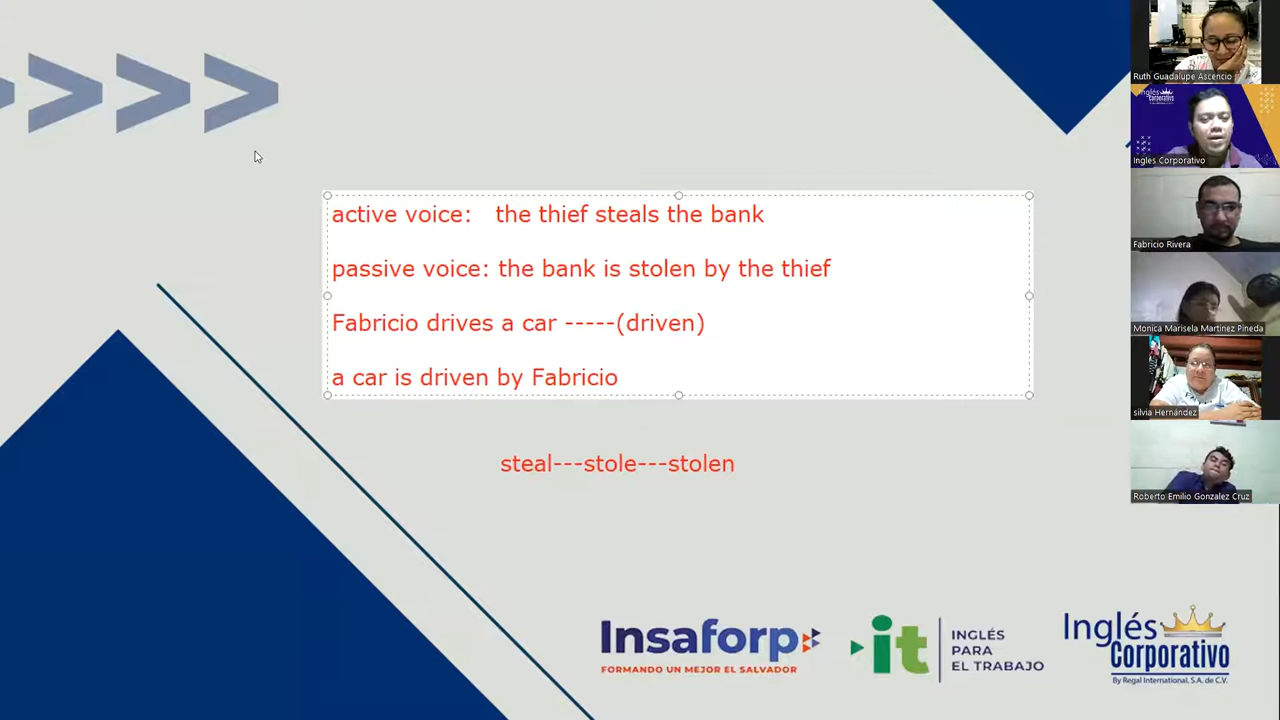 active voice:   the thief steals the bank
passive voice: the bank is stolen by the thief
Fabricio drives a car -----(driven)
a car is driven by Fabricio
steal---stole---stolen
Insaforp
FORMANDO UN MEJOR EL SALVADOR
it
INGLÉS
PARA
EL TRABAJO
Inglés
Corporativo
By Regal International, S.A. de C.V.
Ruth Guadalupe Ascencio
Inglés
Corporativo
Ingles Corporativo
Fabricio Rivera
Monica Marisela Martinez Pineda
silvia Hernández
Roberto Emilio Gonzalez Cruz